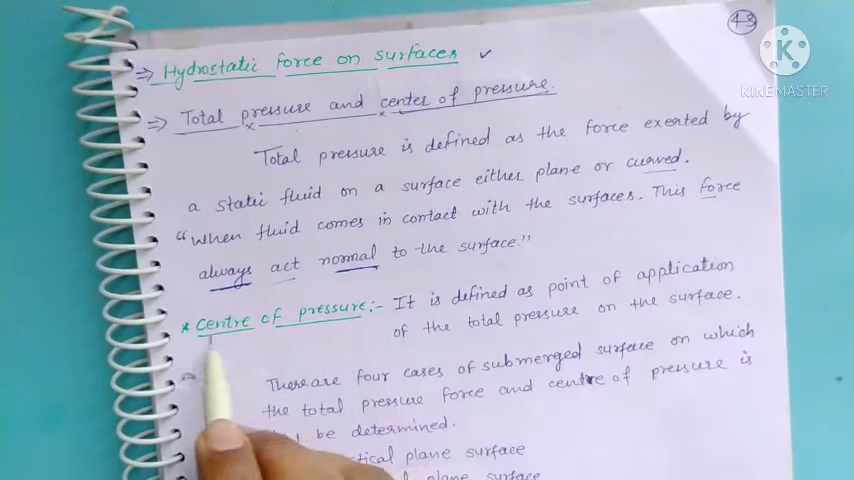 43
K
KINEMASTER
⇒ Hydrostatic force on surfaces ✓
⇒ Total pressure and center of pressure.
Total pressure is defined as the force exerted by
a static fluid on a surface either plane or curved.
"When fluid comes in contact with the surfaces. This force
always act normal to the surface."
* Centre of pressure:- It is defined as point of application
of the total pressure on the surface.
There are four cases of submerged surface on which
the total pressure force and centre of pressure is
be determined.
plane surface
plane surface